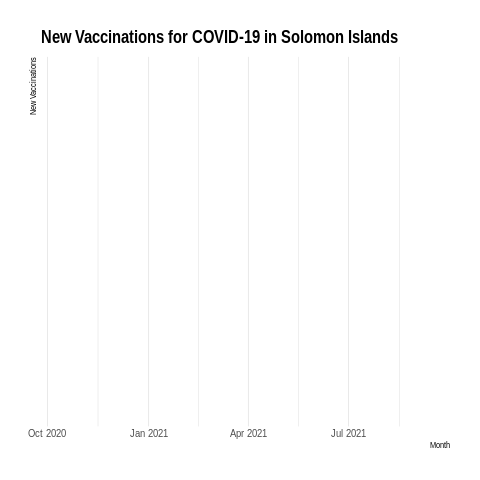 New Vaccinations for COVID-19 in Solomon Islands
New Vaccinations
Oct 2020 Jan 2021 Apr 2021 Jul 2021
Month